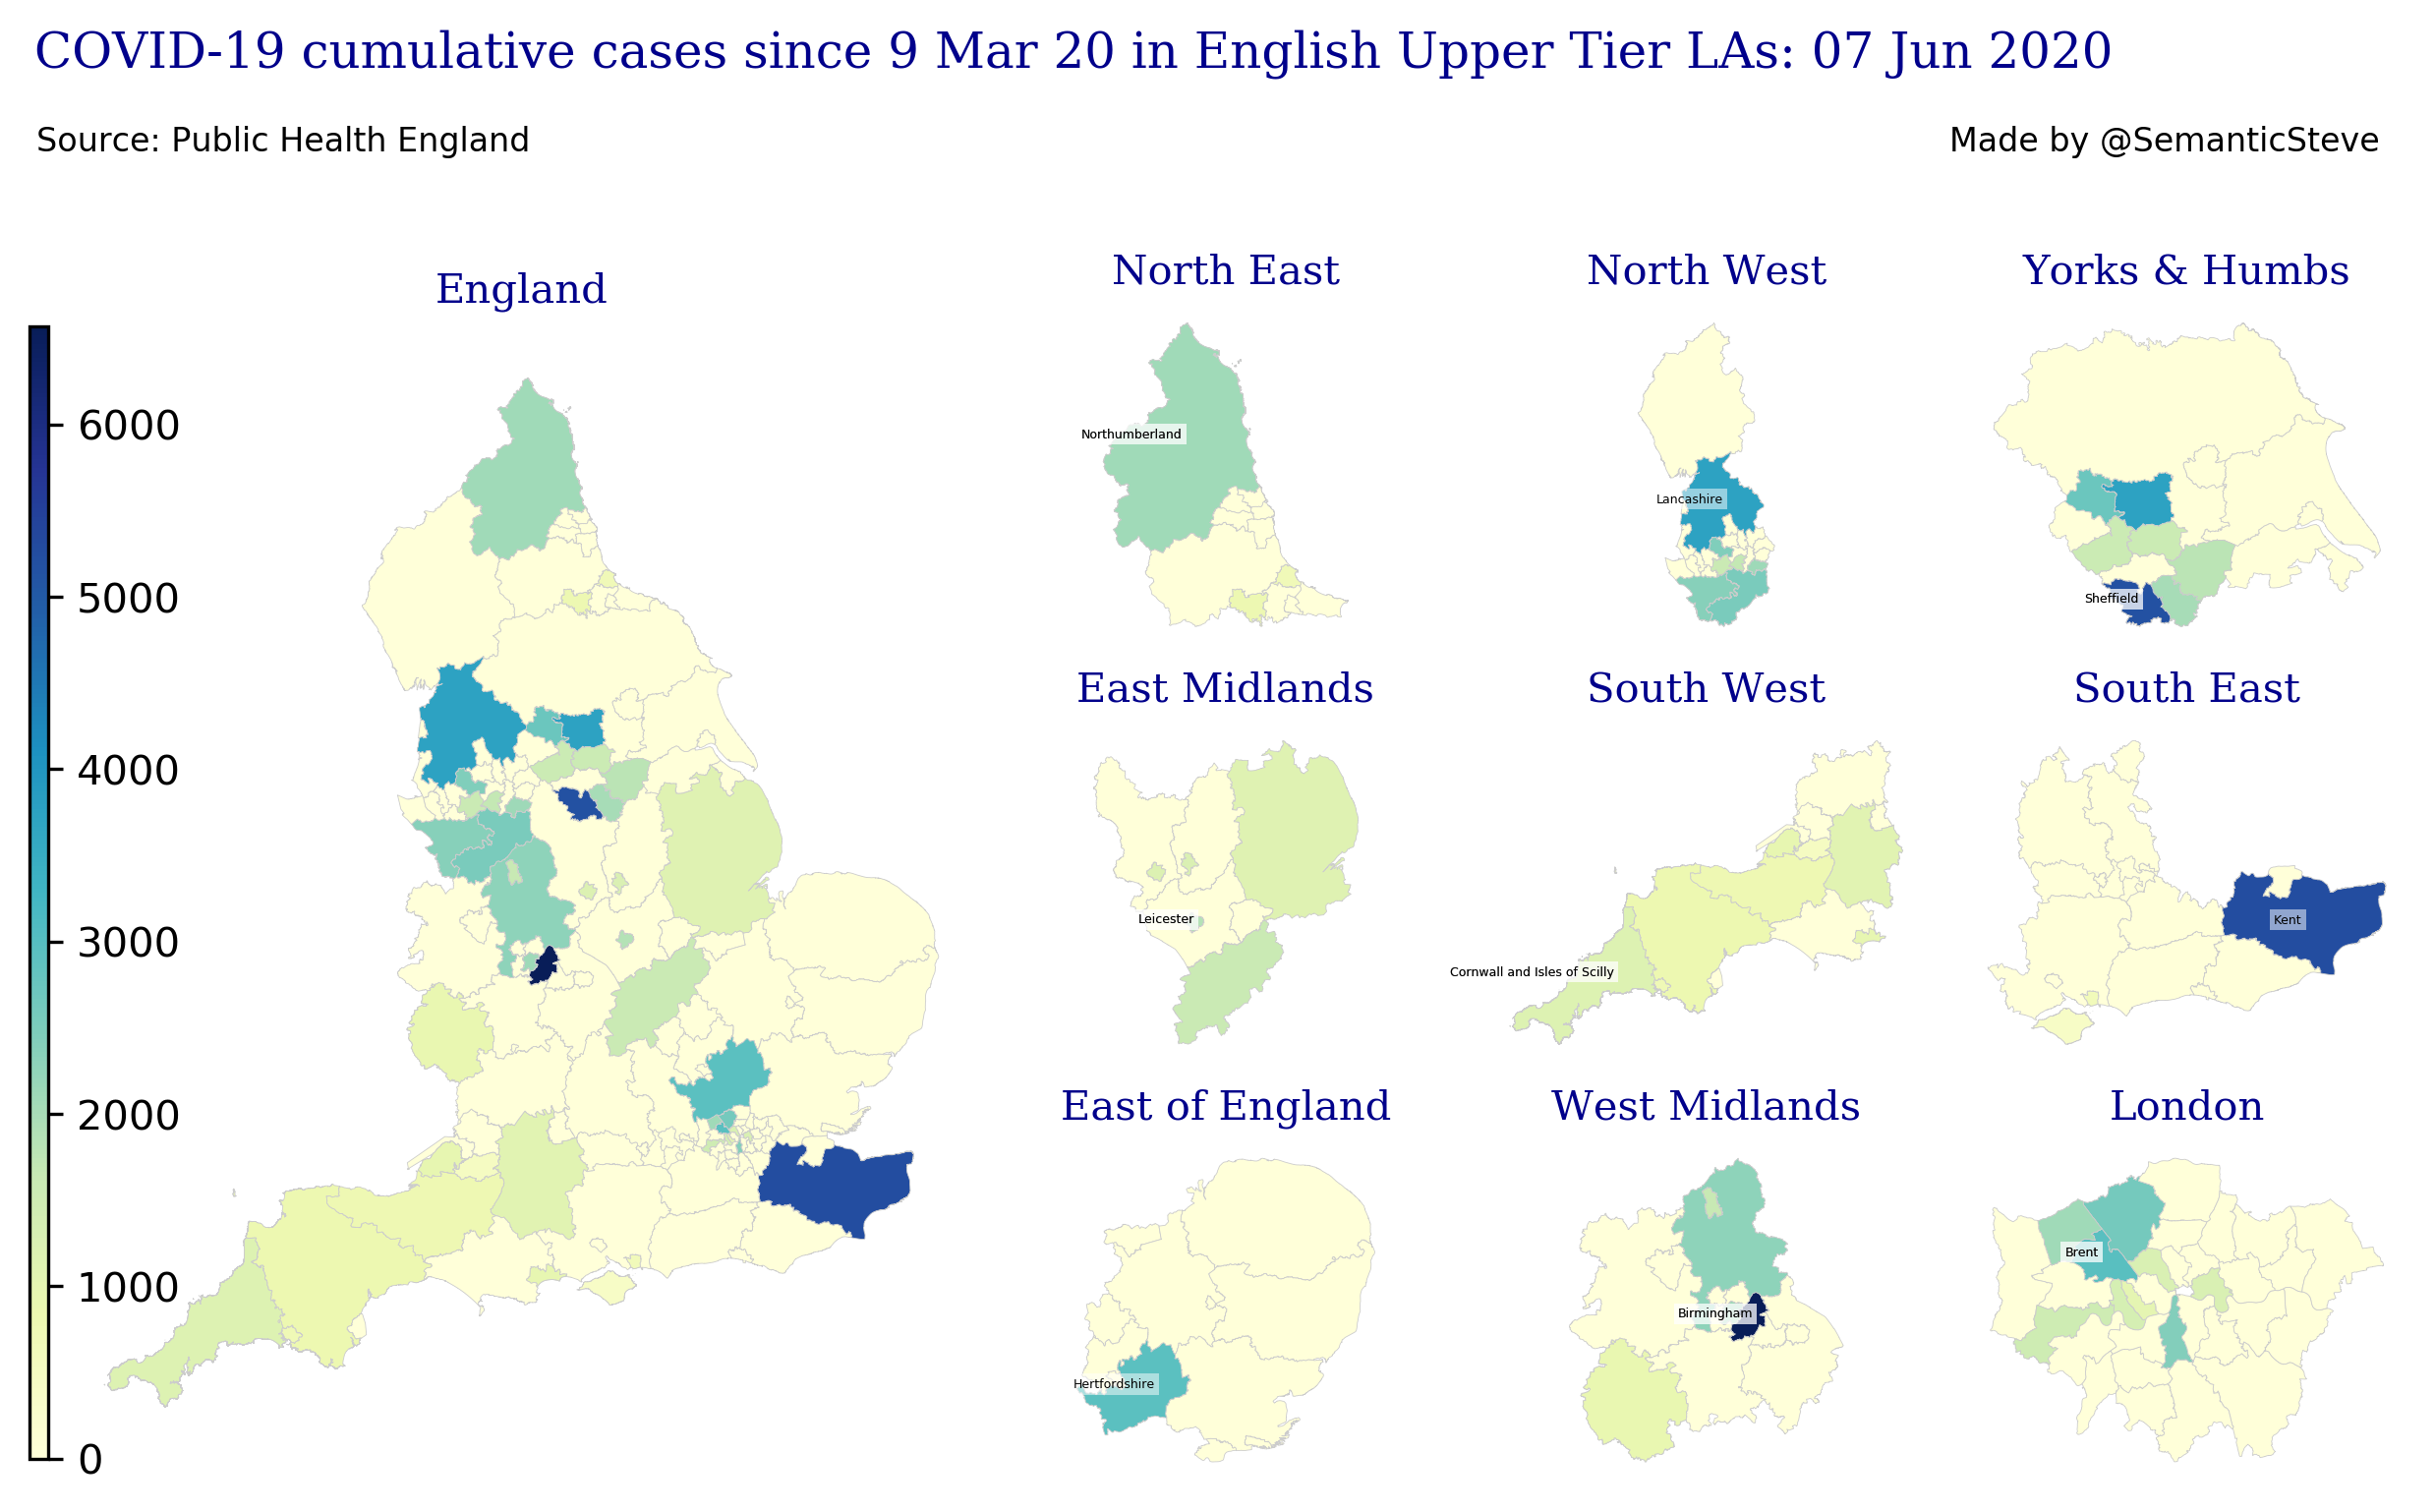 COVID-19 cumulative cases since 9 Mar 20 in English Upper Tier LAs: 07 Jun 2020
Source: Public Health England
Made by @SemanticSteve
England
6000
5000
4000
3000
2000
1000
0
North East
Northumberland
North West
Lancashire
Yorks & Humbs
Sheffield
East Midlands
Leicester
South West
Cornwall and Isles of Scilly
South East
Kent
East of England
Hertfordshire
West Midlands
Birmingham
London
Brent